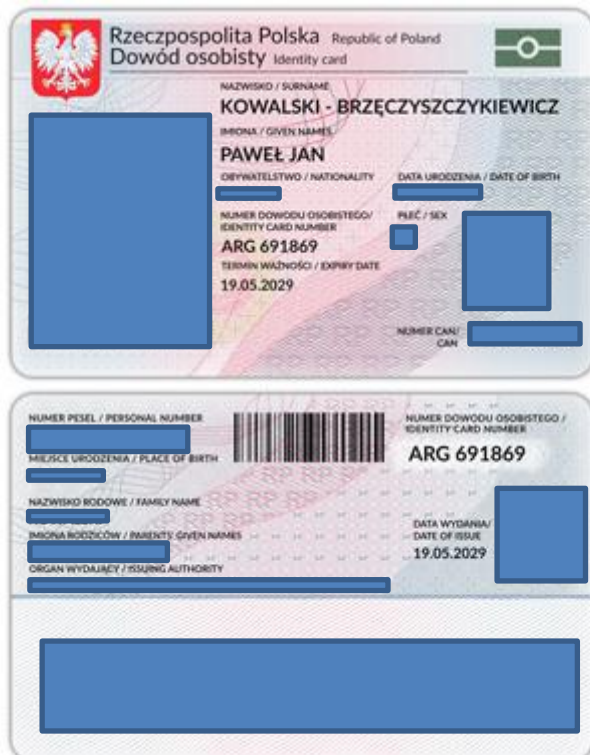 Rzeczpospolita Polska Republic of Poland
Dowód osobisty Identity card
NAZWISKO / SURNAME
KOWALSKI - BRZĘCZYSZCZYKIEWICZ
IMIONA / GIVEN NAMES
PAWEŁ JAN
OBYWATELSTWO / NATIONALITY DATA URODZENIA / DATE OF BIRTH
NUMER DOWODU OSOBISTEGO/ PŁEĆ / SEX
IDENTITY CARD NUMBER
ARG 691869
TERMIN WAŻNOŚCI / EXPIRY DATE
19.05.2029
NUMER CAN/
CAN
NUMER PESEL / PERSONAL NUMBER NUMER DOWODU OSOBISTEGO /
IDENTITY CARD NUMBER
ARG 691869
MIEJSCE URODZENIA / PLACE OF BIRTH
NAZWISKO RODOWE / FAMILY NAME
DATA WYDANIA/
IMIONA RODZICÓW / PARENTS' GIVEN NAMES DATE OF ISSUE
19.05.2029
ORGAN WYDAJĄCY / ISSUING AUTHORITY